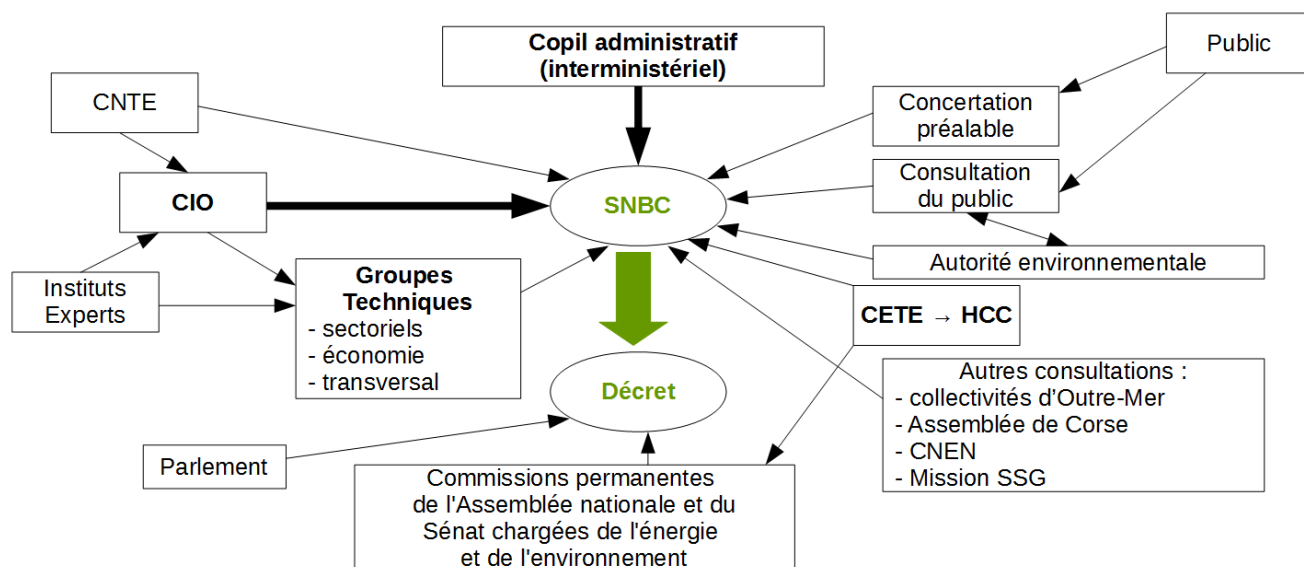 Copil administratif
(interministériel)
Public
CNTE
Concertation
préalable
Consultation
du public
CIO
SNBC
Autorité environnementale
Instituts
Experts
Groupes
Techniques
- sectoriels
- économie
- transversal
CETE → HCC
Décret
Autres consultations :
- collectivités d'Outre-Mer
- Assemblée de Corse
- CNEN
- Mission SSG
Parlement
Commissions permanentes
de l'Assemblée nationale et du
Sénat chargées de l'énergie
et de l'environnement